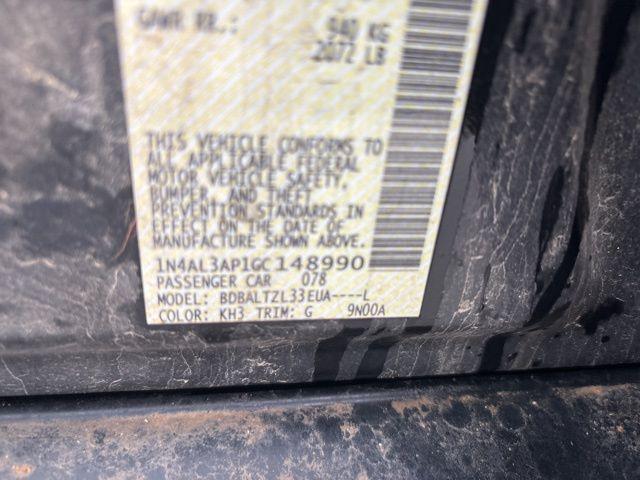 GAWR RR.: 940 KG
2072 LB
THIS VEHICLE CONFORMS TO
ALL APPLICABLE FEDERAL
MOTOR VEHICLE SAFETY,
BUMPER, AND THEFT
PREVENTION STANDARDS IN
EFFECT ON THE DATE OF
MANUFACTURE SHOWN ABOVE.
1N4AL3AP1GC148990
PASSENGER CAR 078
MODEL: BDBALTZL33EUA----L
COLOR: KH3 TRIM: G 9N00A